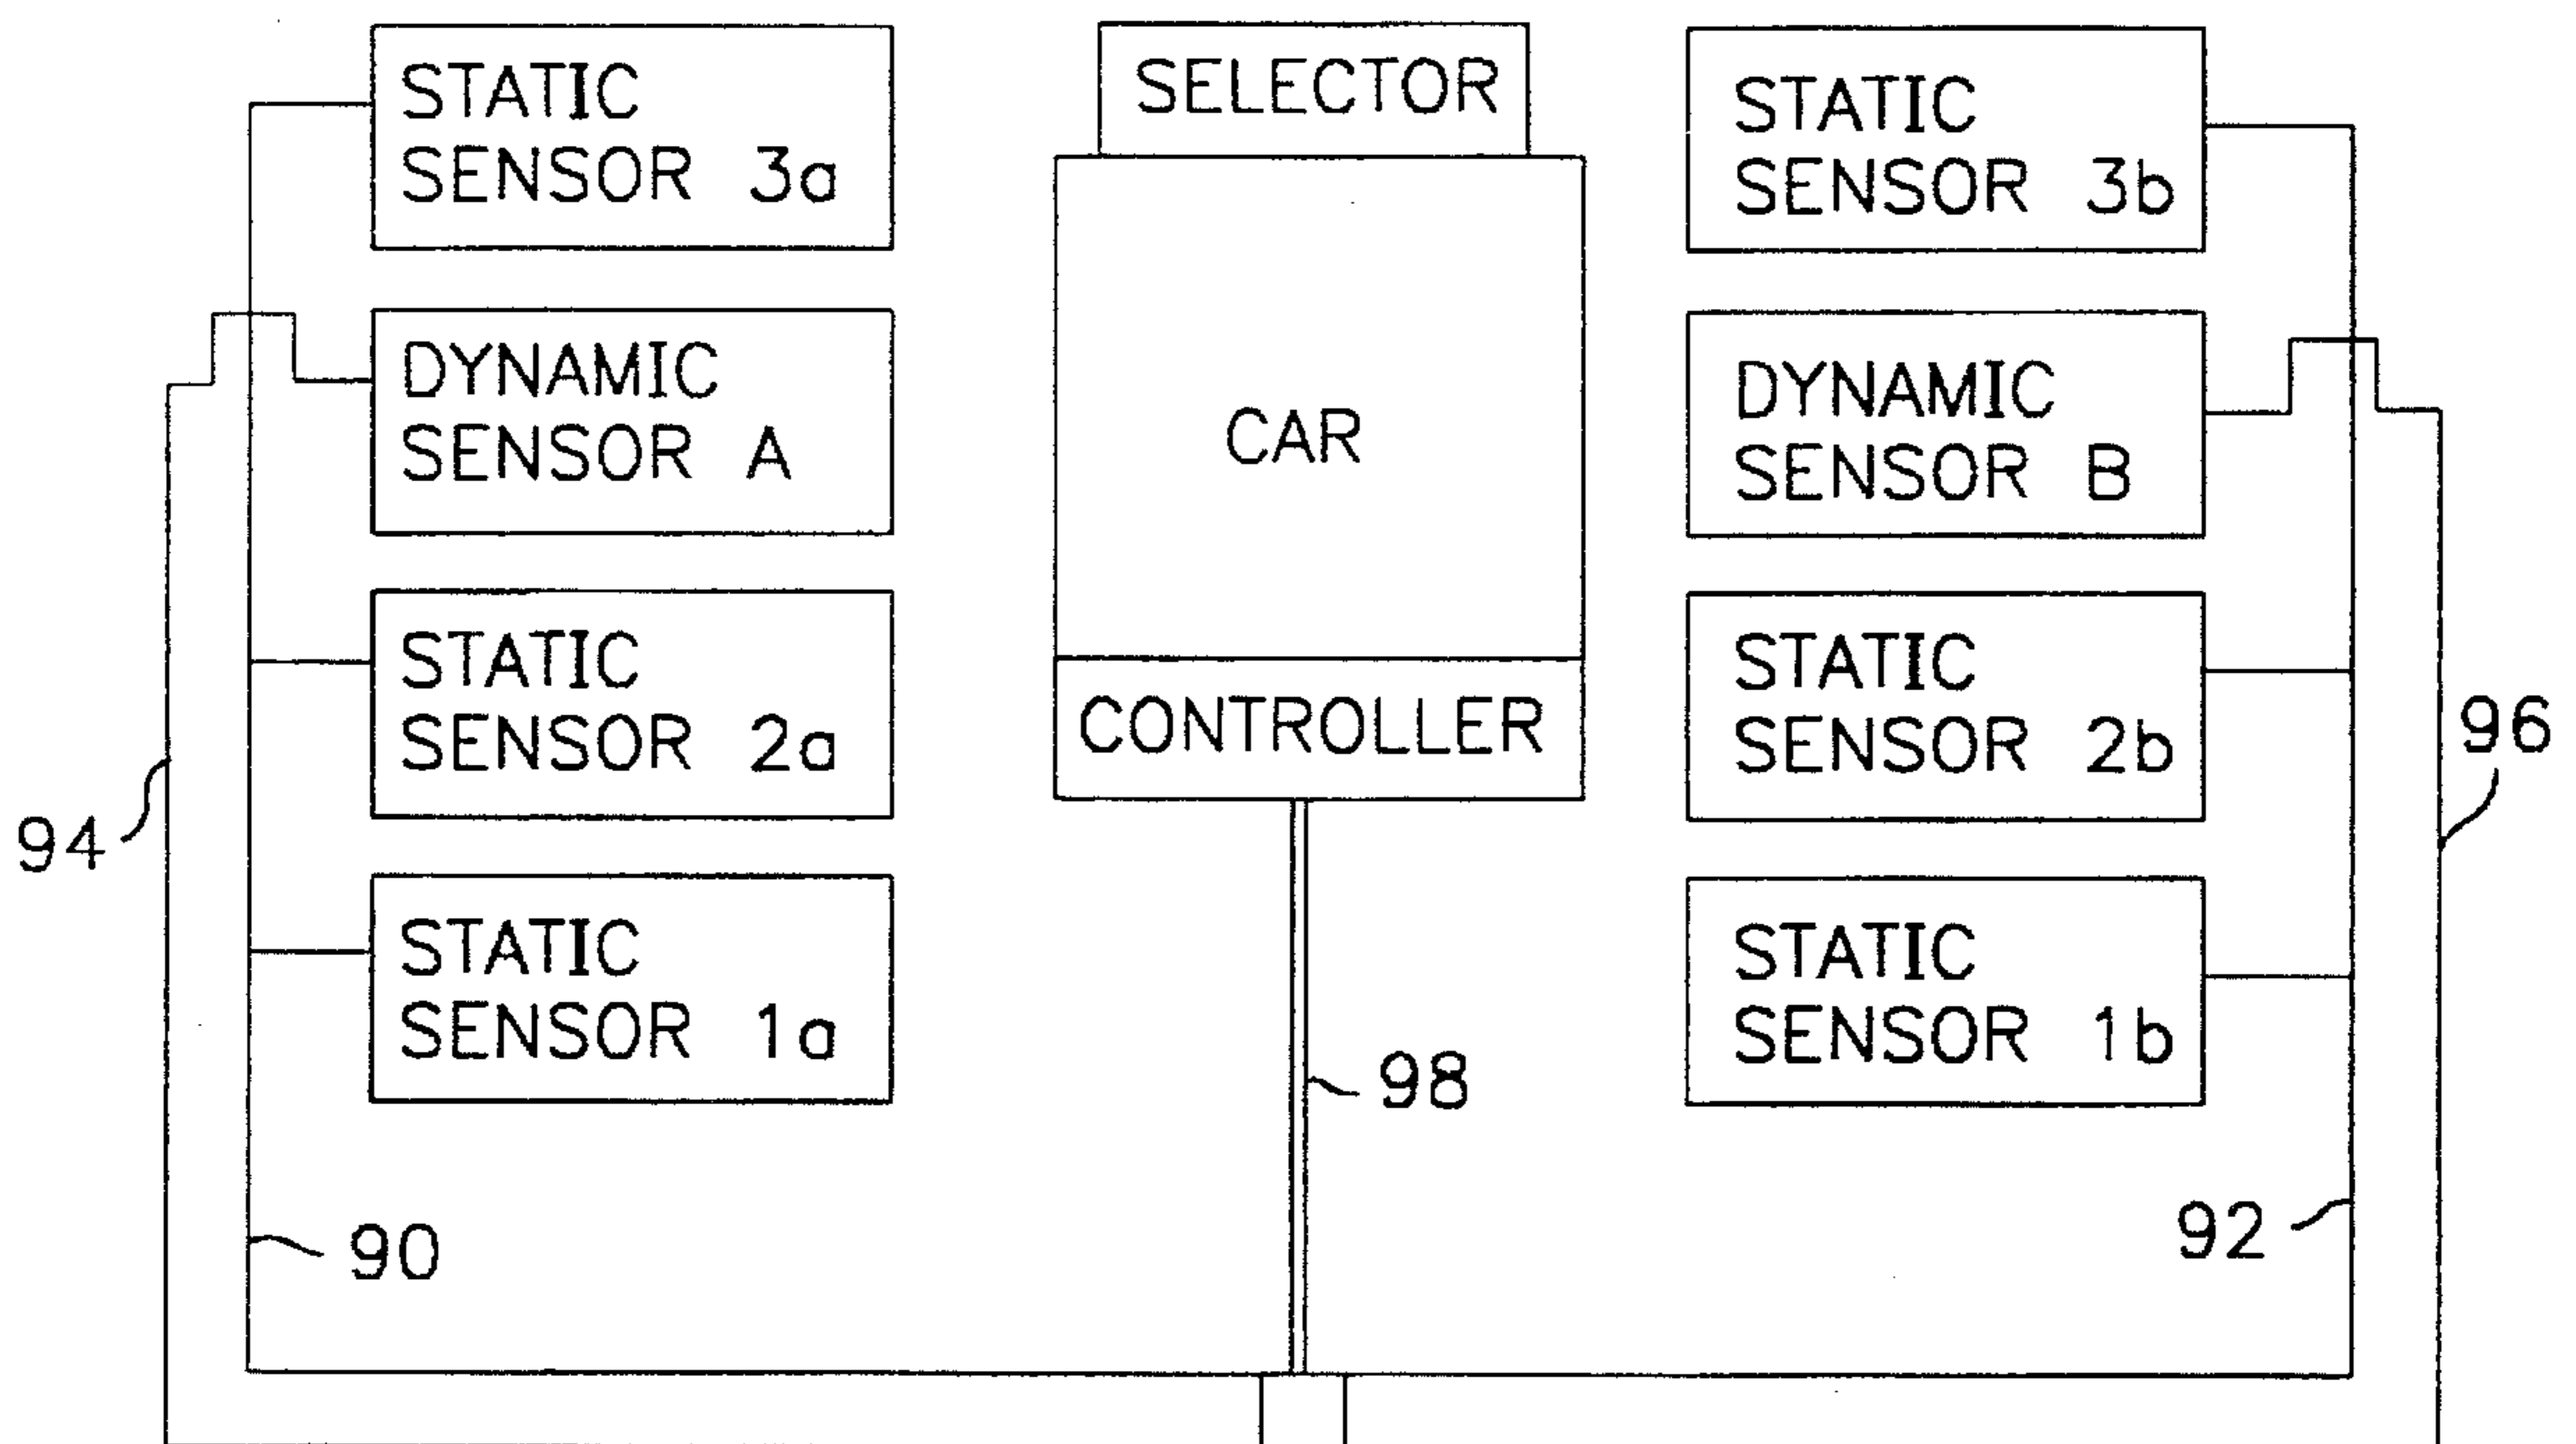 STATIC
SENSOR 3a
DYNAMIC
SENSOR A
STATIC
SENSOR 2a
STATIC
SENSOR 1a
94
90
SELECTOR
CAR
CONTROLLER
98
STATIC
SENSOR 3b
DYNAMIC
SENSOR B
STATIC
SENSOR 2b
STATIC
SENSOR 1b
96
92